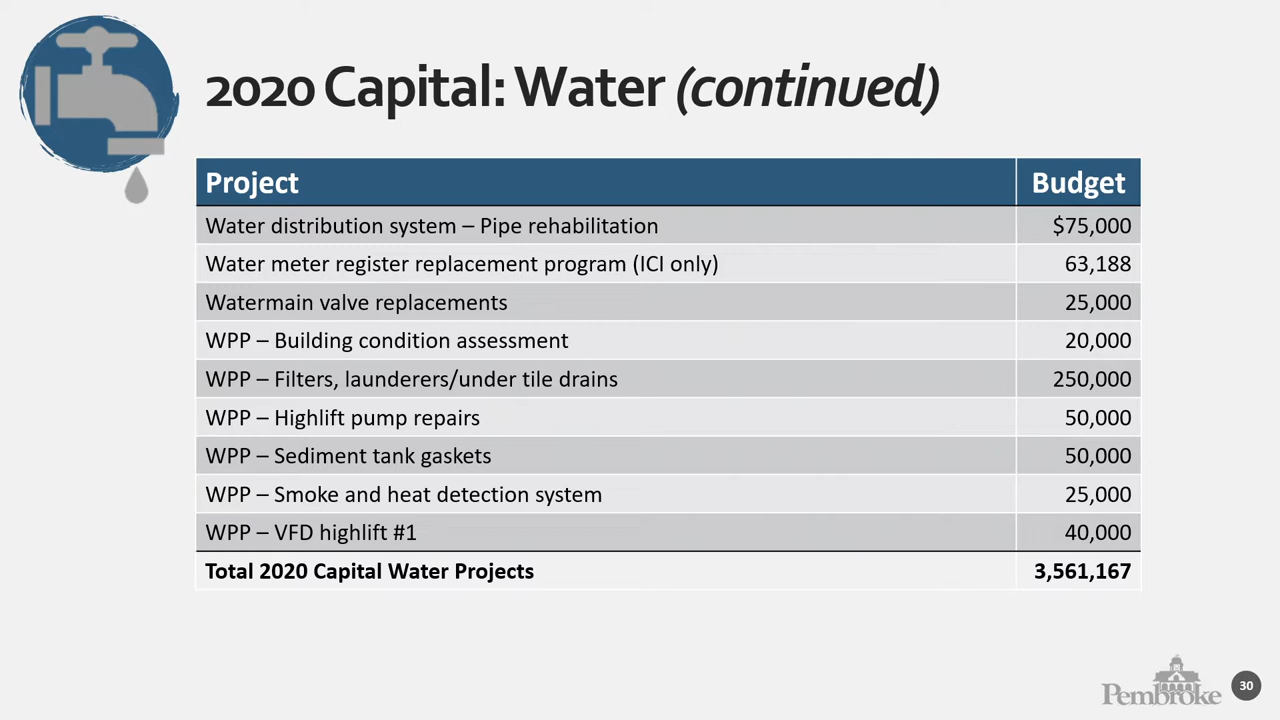 2020 Capital: Water (continued)
Project Budget
Water distribution system – Pipe rehabilitation $75,000
Water meter register replacement program (ICI only) 63,188
Watermain valve replacements 25,000
WPP – Building condition assessment 20,000
WPP – Filters, launderers/under tile drains 250,000
WPP – Highlift pump repairs 50,000
WPP – Sediment tank gaskets 50,000
WPP – Smoke and heat detection system 25,000
WPP – VFD highlift #1 40,000
Total 2020 Capital Water Projects 3,561,167
Pembroke 30